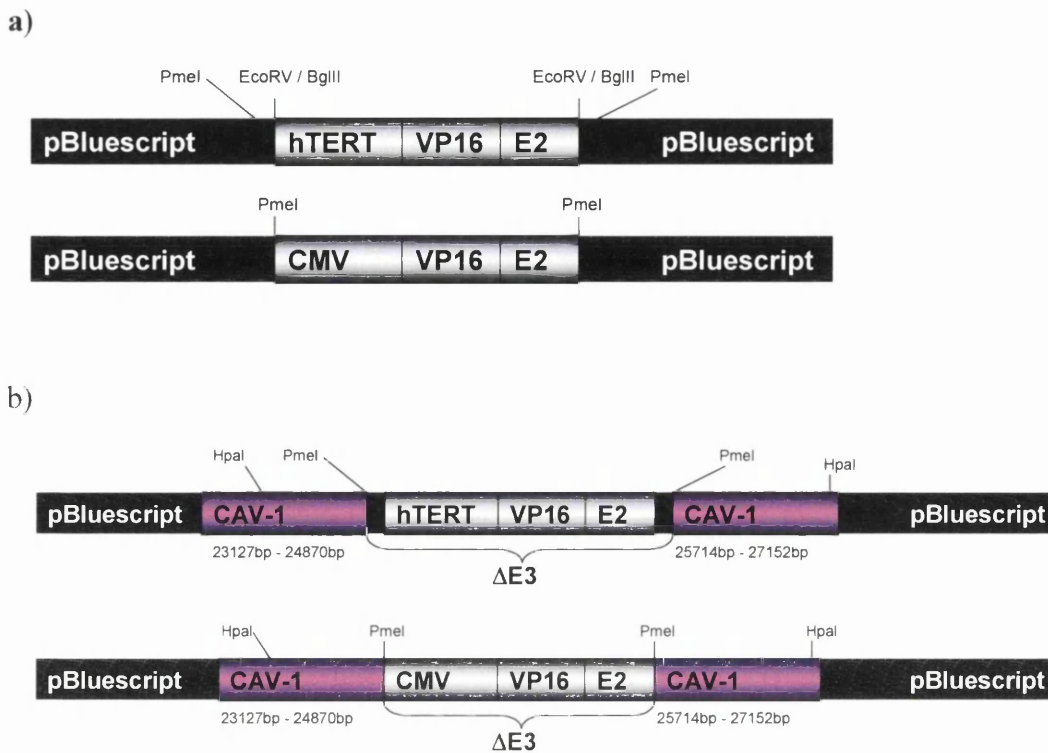 a)
PmeI EcoRV / BglII EcoRV / BglII PmeI
pBluescript hTERT VP16 E2 pBluescript
PmeI PmeI
pBluescript CMV VP16 E2 pBluescript
b)
HpaI PmeI PmeI HpaI
pBluescript CAV-1 hTERT VP16 E2 CAV-1 pBluescript
23127bp - 24870bp 25714bp - 27152bp
ΔE3
HpaI PmeI PmeI HpaI
pBluescript CAV-1 CMV VP16 E2 CAV-1 pBluescript
23127bp - 24870bp 25714bp - 27152bp
ΔE3